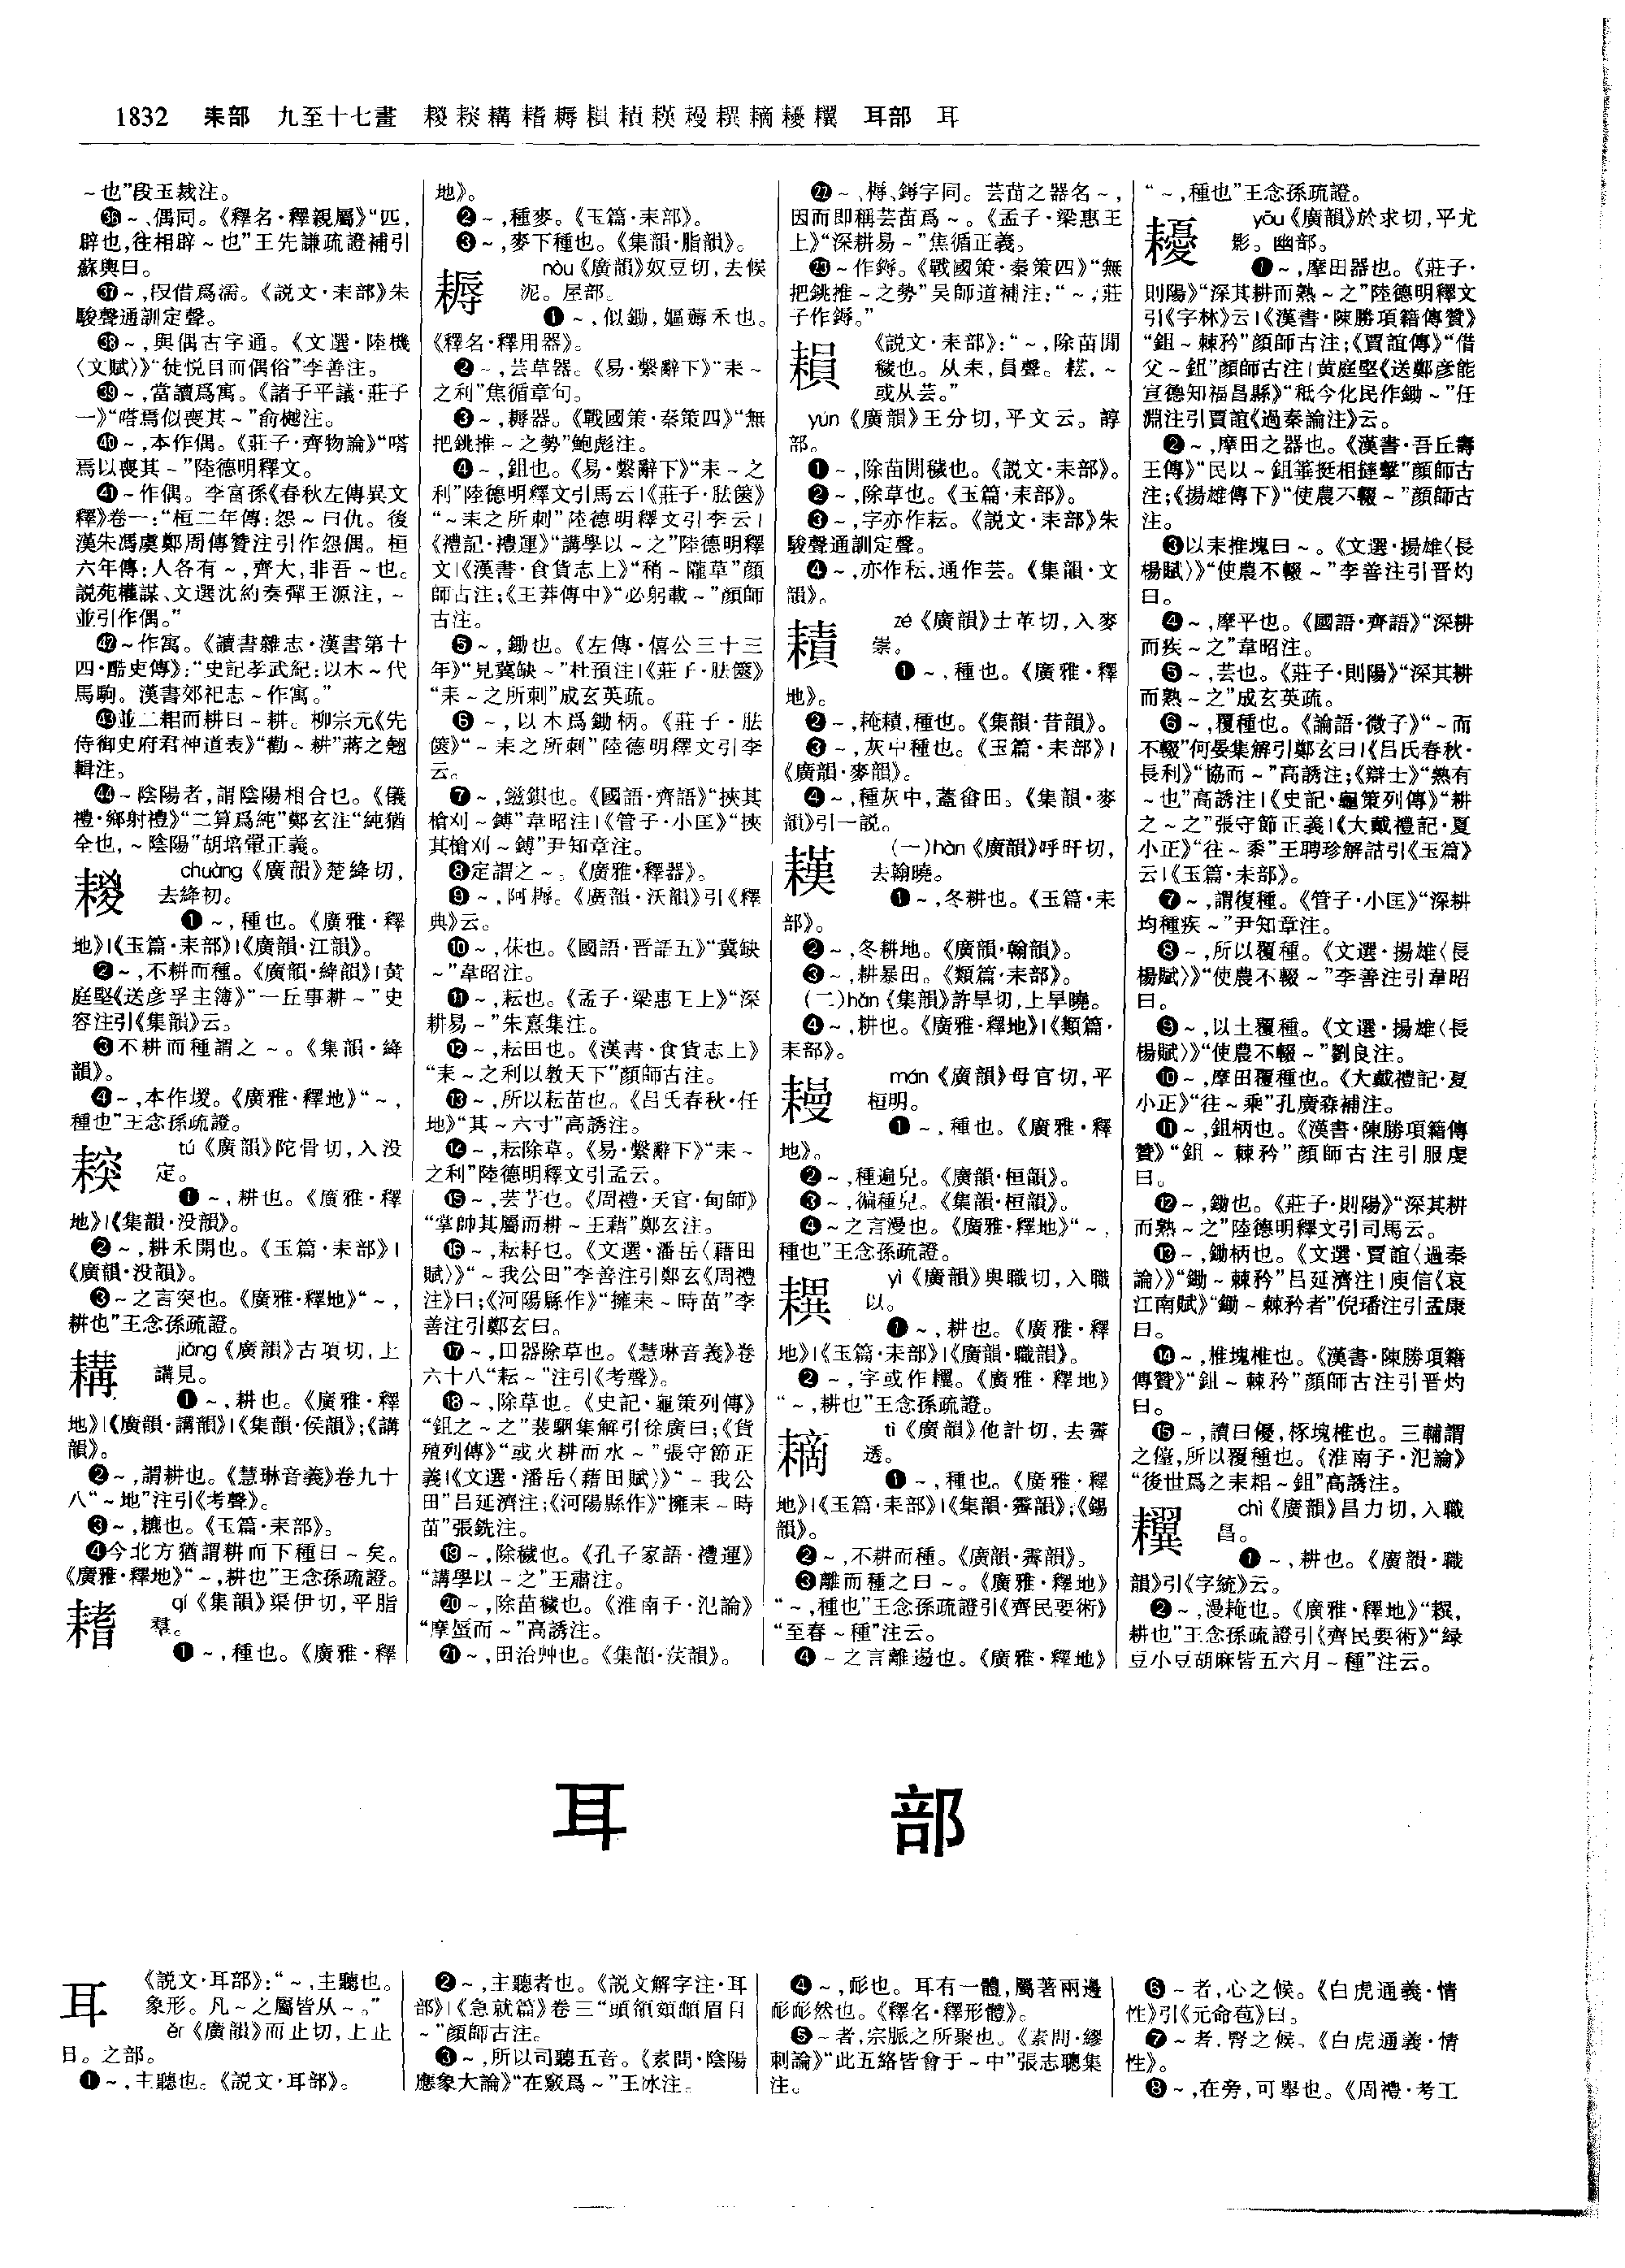 1832 耒部 九至十七畫 䅎耪耩䅲耨耤耫䎬䎱䎰䎮耰䎷 耳部 耳
～也”段玉裁注。
㊱～、偶同。《釋名·釋親屬》“匹，
辟也，往相辟～也”王先謙疏證補引
蘇輿曰。
㊲～，叚借爲濡。《説文·耒部》朱
駿聲通訓定聲。
㊳～，與偶古字通。《文選·陸機
〈文賦〉》“徒悦目而偶俗”李善注。
㊴～，當讀爲寓。《諸子平議·莊子
一》“嗒焉似喪其～”俞樾注。
㊵～，本作偶。《莊子·齊物論》“嗒
焉以喪其～”陸德明釋文。
㊶～作偶。李富孫《春秋左傳異文
釋》卷一：“桓二年傳：怨～曰仇。後
漢朱馮虞鄭周傳贊注引作怨偶。桓
六年傳：人各有～，齊大，非吾～也。
説苑權謀、文選沈約奏彈王源注，～
並引作偶。”
㊷～作寓。《讀書雜志·漢書第十
四·酷吏傳》：“史記孝武紀：以木～代
馬駒。漢書郊祀志～作寓。”
㊸並二耜而耕曰～耕。柳宗元《先
侍御史府君神道表》“勸～耕”蔣之翹
輯注。
㊹～陰陽者，謂陰陽相合也。《儀
禮·鄉射禮》“二算爲純”鄭玄注“純猶
全也，～陰陽”胡培翬正義。
chuàng《廣韻》楚絳切，
去絳初。
❶～，種也。《廣雅·釋
地》|《玉篇·耒部》|《廣韻·江韻》。
❷～，不耕而種。《廣韻·絳韻》|黄
庭堅《送彦孚主簿》“一丘事耕～”史
容注引《集韻》云。
❸不耕而種謂之～。《集韻·絳
韻》。
❹～，本作堫。《廣雅·釋地》“～，
種也”王念孫疏證。
tú《廣韻》陀骨切，入没
定。
❶～，耕也。《廣雅·釋
地》|《集韻·没韻》。
❷～，耕禾閒也。《玉篇·耒部》|
《廣韻·没韻》。
❸～之言突也。《廣雅·釋地》“～，
耕也”王念孫疏證。
耩 jiǎng《廣韻》古項切，上
講見。
❶～，耕也。《廣雅·釋
地》|《廣韻·講韻》|《集韻·侯韻》；《講
韻》。
❷～，謂耕也。《慧琳音義》卷九十
八“～地”注引《考聲》。
❸～，穮也。《玉篇·耒部》。
❹今北方猶謂耕而下種曰～矣。
《廣雅·釋地》“～，耕也”王念孫疏證。
qí《集韻》渠伊切，平脂
羣。
❶～，種也。《廣雅·釋
地》。
❷～，種麥。《玉篇·耒部》。
❸～，麥下種也。《集韻·脂韻》。
耨 nòu《廣韻》奴豆切，去候
泥。屋部。
❶～，似鋤，嫗薅禾也。
《釋名·釋用器》。
❷～，芸草器。《易·繫辭下》“耒～
之利”焦循章句。
❸～，耨器。《戰國策·秦策四》“無
把銚推～之勢”鮑彪注。
❹～，鉏也。《易·繫辭下》“耒～之
利”陸德明釋文引馬云|《莊子·胠篋》
“～耒之所刺”陸德明釋文引李云|
《禮記·禮運》“講學以～之”陸德明釋
文|《漢書·食貨志上》“稍～隴草”顔
師古注；《王莽傳中》“必躬載～”顔師
古注。
❺～，鋤也。《左傳·僖公三十三
年》“見冀缺～”杜預注|《莊子·胠篋》
“耒～之所刺”成玄英疏。
❻～，以木爲鋤柄。《莊子·胠
篋》“～耒之所刺”陸德明釋文引李
云。
❼～，鎡錤也。《國語·齊語》“挾其
槍刈～鎛”韋昭注|《管子·小匡》“挾
其槍刈～鎛”尹知章注。
❽定謂之～。《廣雅·釋器》。
❾～，阿耨。《廣韻·沃韻》引《釋
典》云。
❿～，茠也。《國語·晋語五》“冀缺
～”韋昭注。
⓫～，耘也。《孟子·梁惠王上》“深
耕易～”朱熹集注。
⓬～，耘田也。《漢書·食貨志上》
“耒～之利以教天下”顔師古注。
⓭～，所以耘苗也。《吕氏春秋·任
地》“其～六寸”高誘注。
⓮～，耘除草。《易·繫辭下》“耒～
之利”陸德明釋文引孟云。
⓯～，芸芓也。《周禮·天官·甸師》
“掌帥其屬而耕～王藉”鄭玄注。
⓰～，耘耔也。《文選·潘岳〈藉田
賦〉》“～我公田”李善注引鄭玄《周禮
注》曰；《河陽縣作》“擁耒～時苗”李
善注引鄭玄曰。
⓱～，田器除草也。《慧琳音義》卷
六十八“耘～”注引《考聲》。
⓲～，除草也。《史記·龜策列傳》
“鉏之～之”裴駰集解引徐廣曰；《貨
殖列傳》“或火耕而水～”張守節正
義|《文選·潘岳〈藉田賦〉》“～我公
田”吕延濟注；《河陽縣作》“擁耒～時
苗”張銑注。
⓳～，除穢也。《孔子家語·禮運》
“講學以～之”王肅注。
⓴～，除苗穢也。《淮南子·氾論》
“摩蜃而～”高誘注。
㉑～，田治艸也。《集韻·茨韻》。
㉒～、槈、鎒字同。芸苗之器名～，
因而即稱芸苗爲～。《孟子·梁惠王
上》“深耕易～”焦循正義。
㉓～作鎒。《戰國策·秦策四》“無
把銚推～之勢”吴師道補注：“～，莊
子作鎒。”
《説文·耒部》：“～，除苗閒
穢也。从耒，員聲。䕃，～
或从芸。”
yún《廣韻》王分切，平文云。諄
部。
❶～，除苗閒穢也。《説文·耒部》。
❷～，除草也。《玉篇·耒部》。
❸～，字亦作耘。《説文·耒部》朱
駿聲通訓定聲。
❹～，亦作秐，通作芸。《集韻·文
韻》。
zé《廣韻》士革切，入麥
崇。
❶～，種也。《廣雅·釋
地》。
❷～，䅖𥢢，種也。《集韻·昔韻》。
❸～，灰中種也。《玉篇·耒部》|
《廣韻·麥韻》。
❹～，種灰中，蓋畬田。《集韻·麥
韻》引一説。
(一)hàn《廣韻》呼旰切，
去翰曉。
❶～，冬耕也。《玉篇·耒
部》。
❷～，冬耕地。《廣韻·翰韻》。
❸～，耕暴田。《類篇·耒部》。
(二)hǎn《集韻》許旱切，上旱曉。
❹～，耕也。《廣雅·釋地》|《類篇·
耒部》。
mán《廣韻》母官切，平
桓明。
❶～，種也。《廣雅·釋
地》。
❷～，種遍皃。《廣韻·桓韻》。
❸～，徧種皃。《集韻·桓韻》。
❹～之言漫也。《廣雅·釋地》“～，
種也”王念孫疏證。
yì《廣韻》與職切，入職
以。
❶～，耕也。《廣雅·釋
地》|《玉篇·耒部》|《廣韻·職韻》。
❷～，字或作䎷。《廣雅·釋地》
“～，耕也”王念孫疏證。
tì《廣韻》他計切，去霽
透。
❶～，種也。《廣雅·釋
地》|《玉篇·耒部》|《集韻·霽韻》；《錫
韻》。
❷～，不耕而種。《廣韻·霽韻》。
❸離而種之曰～。《廣雅·釋地》
“～，種也”王念孫疏證引《齊民要術》
“至春～種”注云。
❹～之言離逷也。《廣雅·釋地》
“～，種也”王念孫疏證。
耰 yōu《廣韻》於求切，平尤
影。幽部。
❶～，摩田器也。《莊子·
則陽》“深其耕而熟～之”陸德明釋文
引《字林》云|《漢書·陳勝項籍傳贊》
“鉏～棘矜”顔師古注；《賈誼傳》“借
父～鉏”顔師古注|黄庭堅《送鄭彦能
宣德知福昌縣》“秖今化民作鋤～”任
淵注引賈誼《過秦論注》云。
❷～，摩田之器也。《漢書·吾丘壽
王傳》“民以～鉏箠挺相撻擊”顔師古
注；《揚雄傳下》“使農不輟～”顔師古
注。
❸以耒推塊曰～。《文選·揚雄〈長
楊賦〉》“使農不輟～”李善注引晋灼
曰。
❹～，摩平也。《國語·齊語》“深耕
而疾～之”韋昭注。
❺～，芸也。《莊子·則陽》“深其耕
而熟～之”成玄英疏。
❻～，覆種也。《論語·微子》“～而
不輟”何晏集解引鄭玄曰|《吕氏春秋·
長利》“協而～”高誘注；《辯士》“熟有
～也”高誘注|《史記·龜策列傳》“耕
之～之”張守節正義|《大戴禮記·夏
小正》“往～黍”王聘珍解詁引《玉篇》
云|《玉篇·耒部》。
❼～，謂復種。《管子·小匡》“深耕
均種疾～”尹知章注。
❽～，所以覆種。《文選·揚雄〈長
楊賦〉》“使農不輟～”李善注引韋昭
曰。
❾～，以土覆種。《文選·揚雄〈長
楊賦〉》“使農不輟～”劉良注。
❿～，摩田覆種也。《大戴禮記·夏
小正》“往～乘”孔廣森補注。
⓫～，鉏柄也。《漢書·陳勝項籍傳
贊》“鉏～棘矜”顔師古注引服虔
曰。
⓬～，鋤也。《莊子·則陽》“深其耕
而熟～之”陸德明釋文引司馬云。
⓭～，鋤柄也。《文選·賈誼〈過秦
論〉》“鋤～棘矜”吕延濟注|庾信《哀
江南賦》“鋤～棘矜者”倪璠注引孟康
曰。
⓮～，椎塊椎也。《漢書·陳勝項籍
傳贊》“鉏～棘矜”顔師古注引晋灼
曰。
⓯～，讀曰優，椓塊椎也。三輔謂
之儓，所以覆種也。《淮南子·氾論》
“後世爲之耒耜～鉏”高誘注。
chì《廣韻》昌力切，入職
昌。
❶～，耕也。《廣韻·職
韻》引《字統》云。
❷～，漫䅖也。《廣雅·釋地》“䎰，
耕也”王念孫疏證引《齊民要術》“緑
豆小豆胡麻皆五六月～種”注云。
耳 部
耳 《説文·耳部》：“～，主聽也。
象形。凡～之屬皆从～。”
ěr《廣韻》而止切，上止
日。之部。
❶～，主聽也。《説文·耳部》。
❷～，主聽者也。《説文解字注·耳
部》|《急就篇》卷三“頭頟頞䪼眉目
～”顔師古注。
❸～，所以司聽五音。《素問·陰陽
應象大論》“在竅爲～”王冰注。
❹～，耏也。耳有一體，屬著兩邊
耏耏然也。《釋名·釋形體》。
❺～者，宗脈之所聚也。《素問·繆
刺論》“此五絡皆會于～中”張志聰集
注。
❻～者，心之候。《白虎通義·情
性》引《元命苞》曰。
❼～者，腎之候。《白虎通義·情
性》。
❽～，在旁，可舉也。《周禮·考工